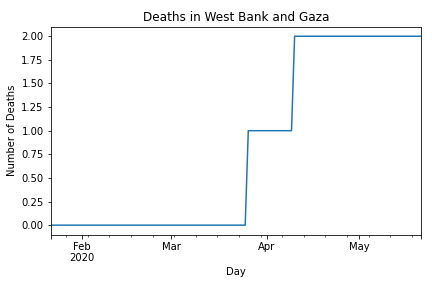 Deaths in West Bank and Gaza
2.00
1.75
1.50
1.25
1.00
0.75
0.50
0.25
0.00
Number of Deaths
Feb
2020
Mar
Apr
May
Day